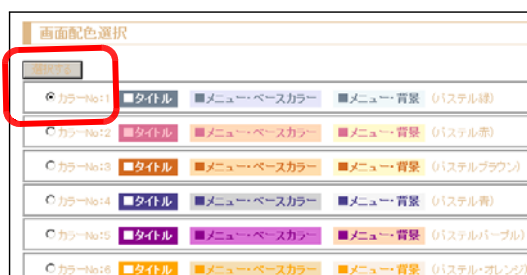 画面配色選択
選択する
カラーNo:1 ■タイトル ■メニュー・ベースカラー ■メニュー・背景 (パステル緑)
カラーNo:2 ■タイトル ■メニュー・ベースカラー ■メニュー・背景 (パステル赤)
カラーNo:3 ■タイトル ■メニュー・ベースカラー ■メニュー・背景 (パステルブラウン)
カラーNo:4 ■タイトル ■メニュー・ベースカラー ■メニュー・背景 (パステル青)
カラーNo:5 ■タイトル ■メニュー・ベースカラー ■メニュー・背景 (パステルパープル)
カラーNo:6 ■タイトル ■メニュー・ベースカラー ■メニュー・背景 (パステル・オレンジ)